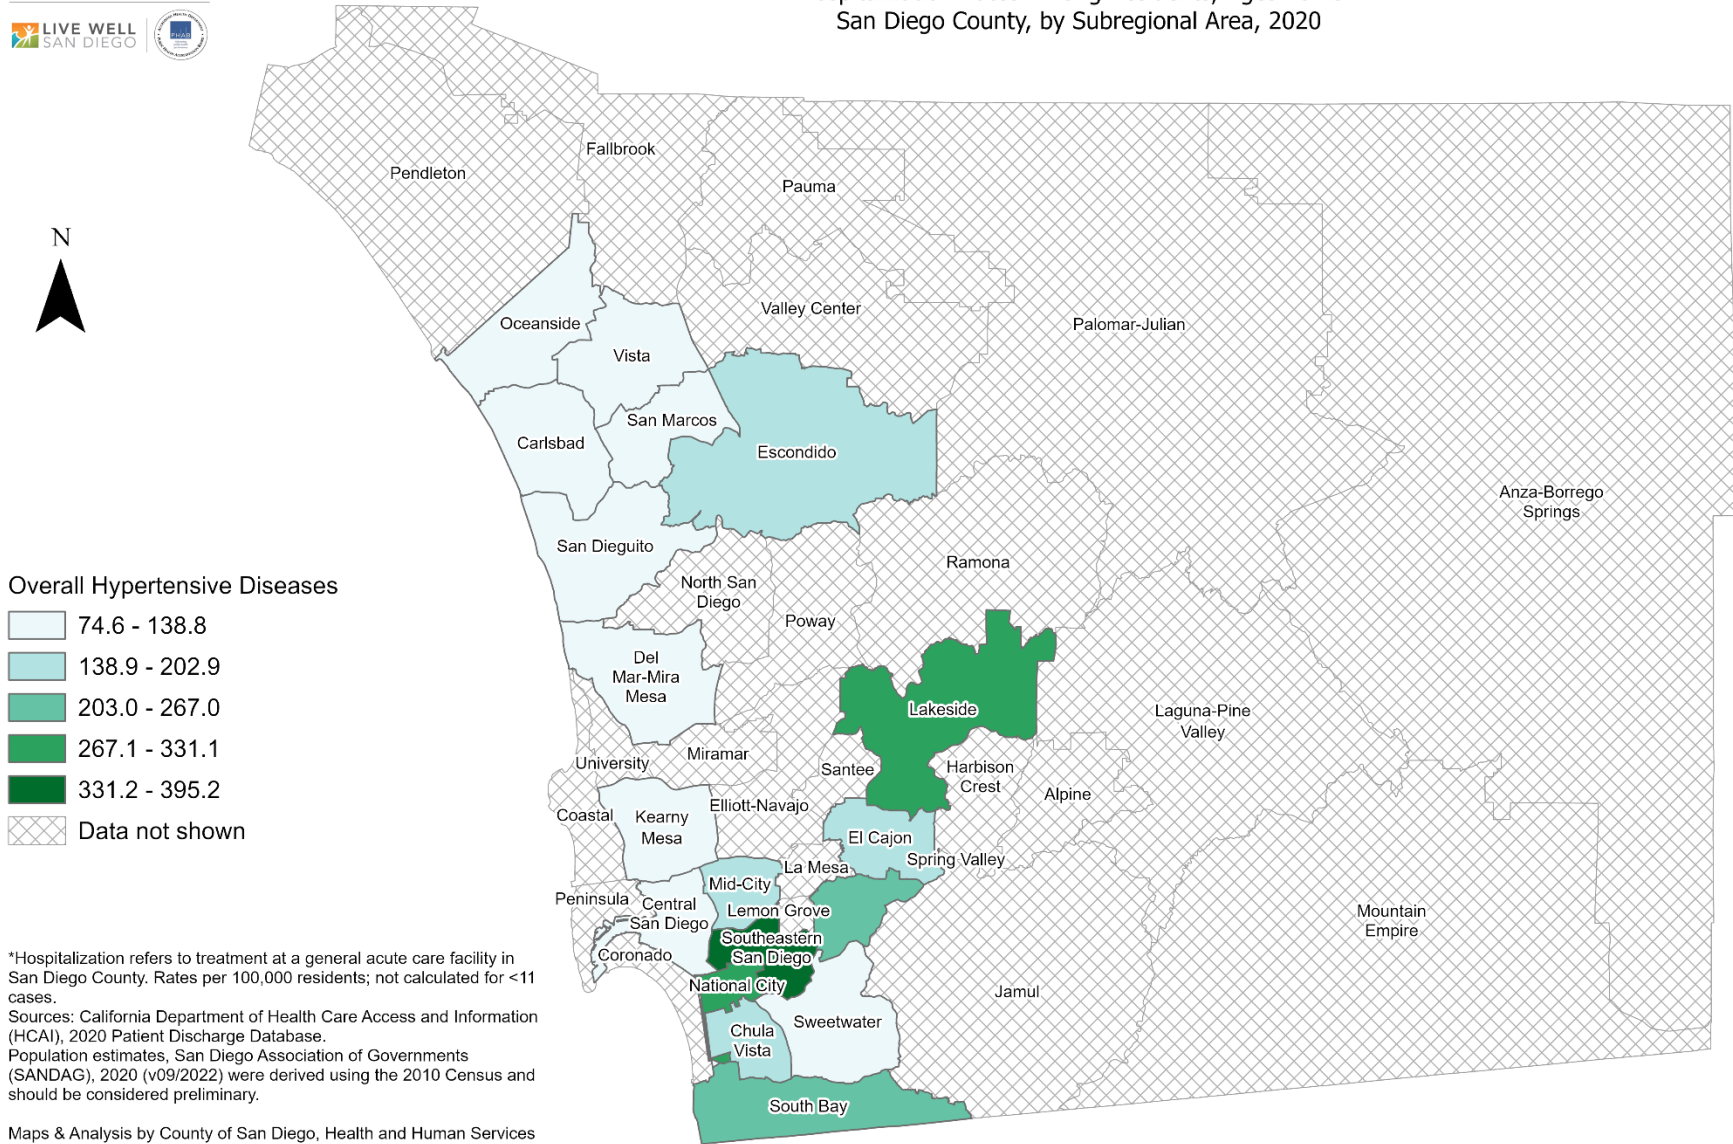 San Diego County, by Subregional Area, 2020
LIVE WELL
SAN DIEGO
PHAB
N
Pendleton
Fallbrook
Pauma
Oceanside
Valley Center
Palomar-Julian
Vista
San Marcos
Carlsbad
Escondido
Anza-Borrego
Springs
San Dieguito
Ramona
North San
Diego
Poway
Del
Mar-Mira
Mesa
Lakeside
Laguna-Pine
Valley
University
Miramar
Santee
Harbison
Crest
Alpine
Coastal
Kearny
Mesa
Elliott-Navajo
El Cajon
La Mesa
Spring Valley
Mid-City
Peninsula
Central
San Diego
Lemon Grove
Mountain
Empire
Southeastern
San Diego
Coronado
National City
Jamul
Sweetwater
Chula
Vista
South Bay
Overall Hypertensive Diseases
74.6 - 138.8
138.9 - 202.9
203.0 - 267.0
267.1 - 331.1
331.2 - 395.2
Data not shown
*Hospitalization refers to treatment at a general acute care facility in
San Diego County. Rates per 100,000 residents; not calculated for <11
cases.
Sources: California Department of Health Care Access and Information
(HCAI), 2020 Patient Discharge Database.
Population estimates, San Diego Association of Governments
(SANDAG), 2020 (v09/2022) were derived using the 2010 Census and
should be considered preliminary.
Maps & Analysis by County of San Diego, Health and Human Services